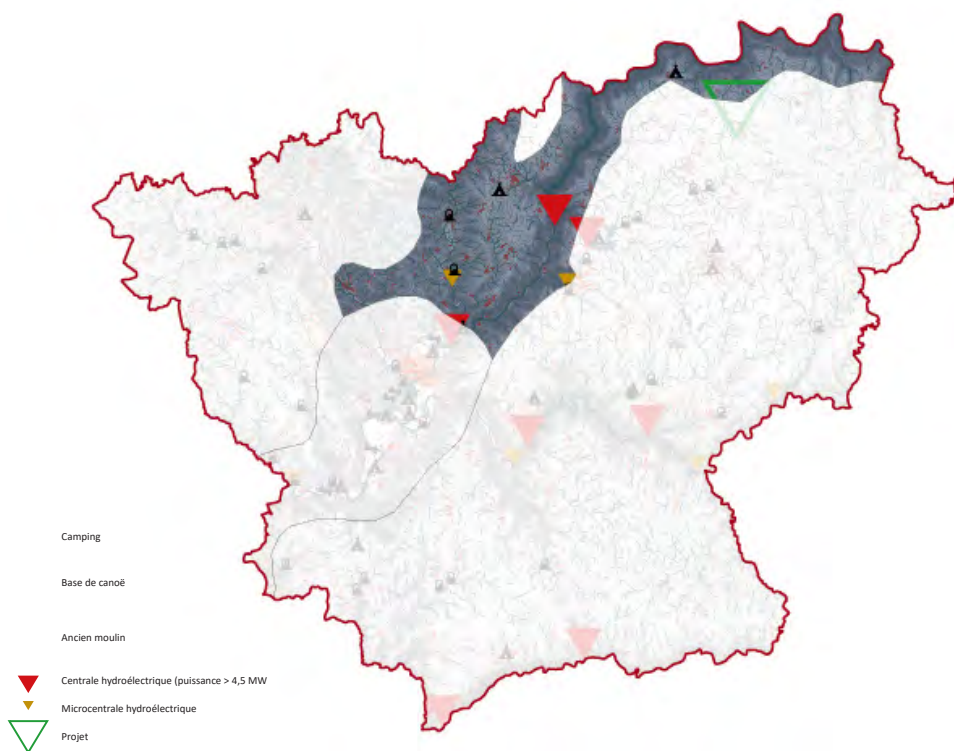 Camping
Base de canoë
Ancien moulin
Centrale hydroélectrique (puissance > 4,5 MW
Microcentrale hydroélectrique
Projet